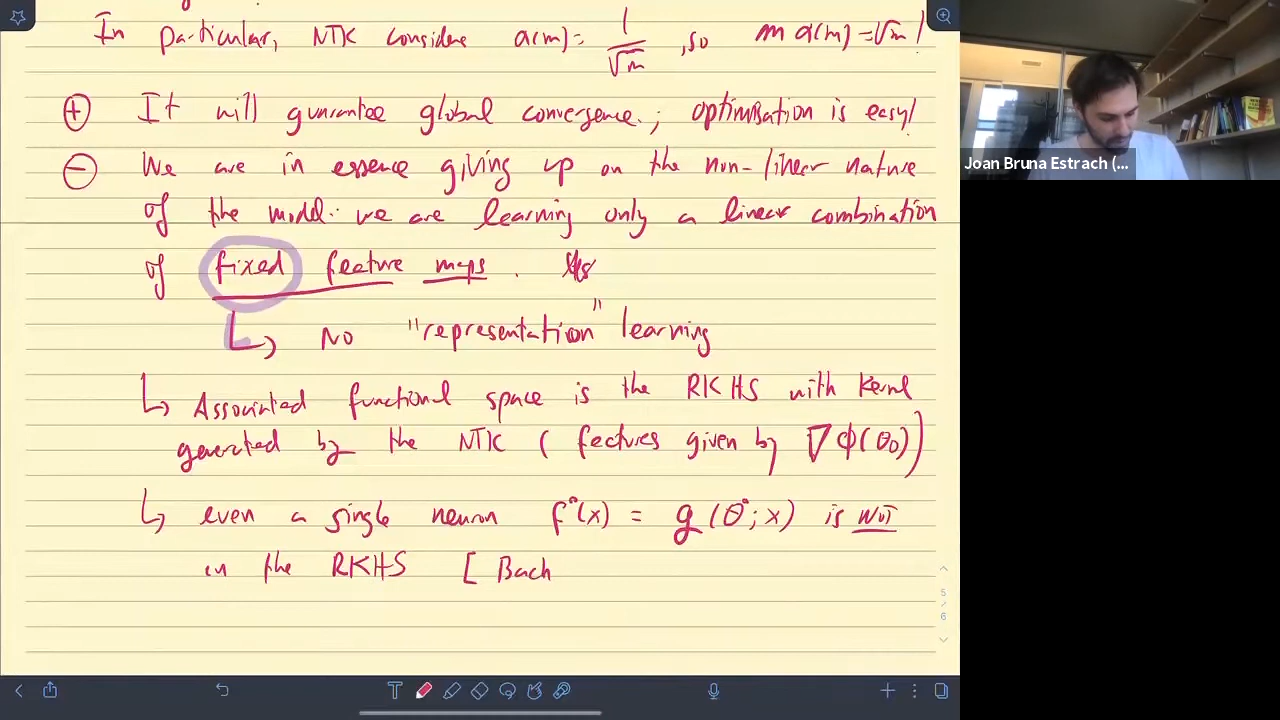 In particular, NTK considers α(m) = 1/√m, so m α(m) = √m!
⊕ It will guarantee global convergence.; optimisation is easy!
⊖ We are in essence giving up on the non-linear nature
of the model: we are learning only a linear combination
of fixed feature maps.
↳ No "representation" learning
↳ Associated functional space is the RKHS with kernel
generated by the NTK (features given by ∇ϕ(θ₀))
↳ even a single neuron f*(x) = g(θ*; x) is NOT
in the RKHS [Bach
Joan Bruna Estrach (...
5
6